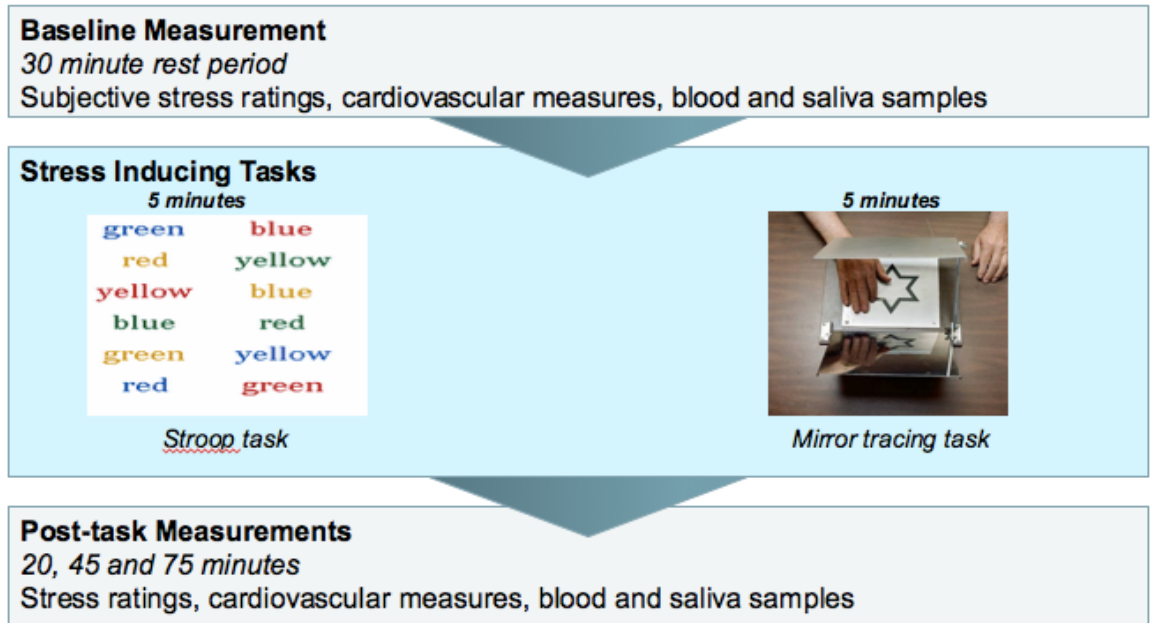 Baseline Measurement
30 minute rest period
Subjective stress ratings, cardiovascular measures, blood and saliva samples
Stress Inducing Tasks
5 minutes
5 minutes
green blue
red yellow
yellow blue
blue red
green yellow
red green
Stroop task
Mirror tracing task
Post-task Measurements
20, 45 and 75 minutes
Stress ratings, cardiovascular measures, blood and saliva samples